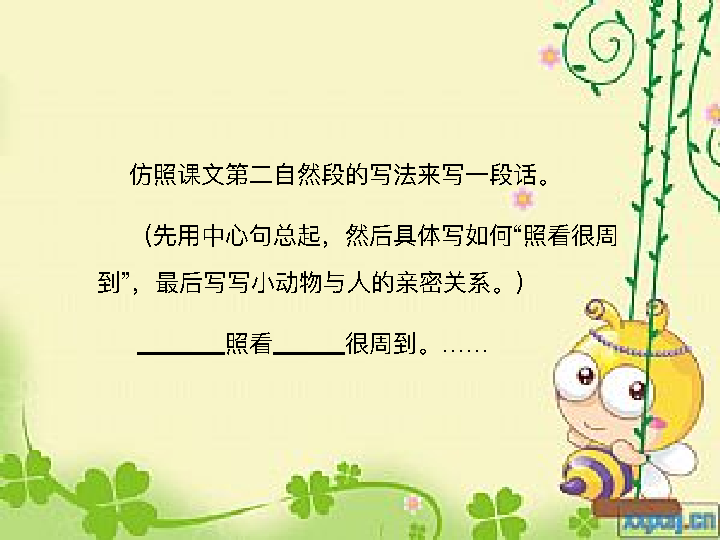 仿照课文第二自然段的写法来写一段话。
（先用中心句总起，然后具体写如何“照看很周
到”，最后写写小动物与人的亲密关系。）
______照看_____很周到。……